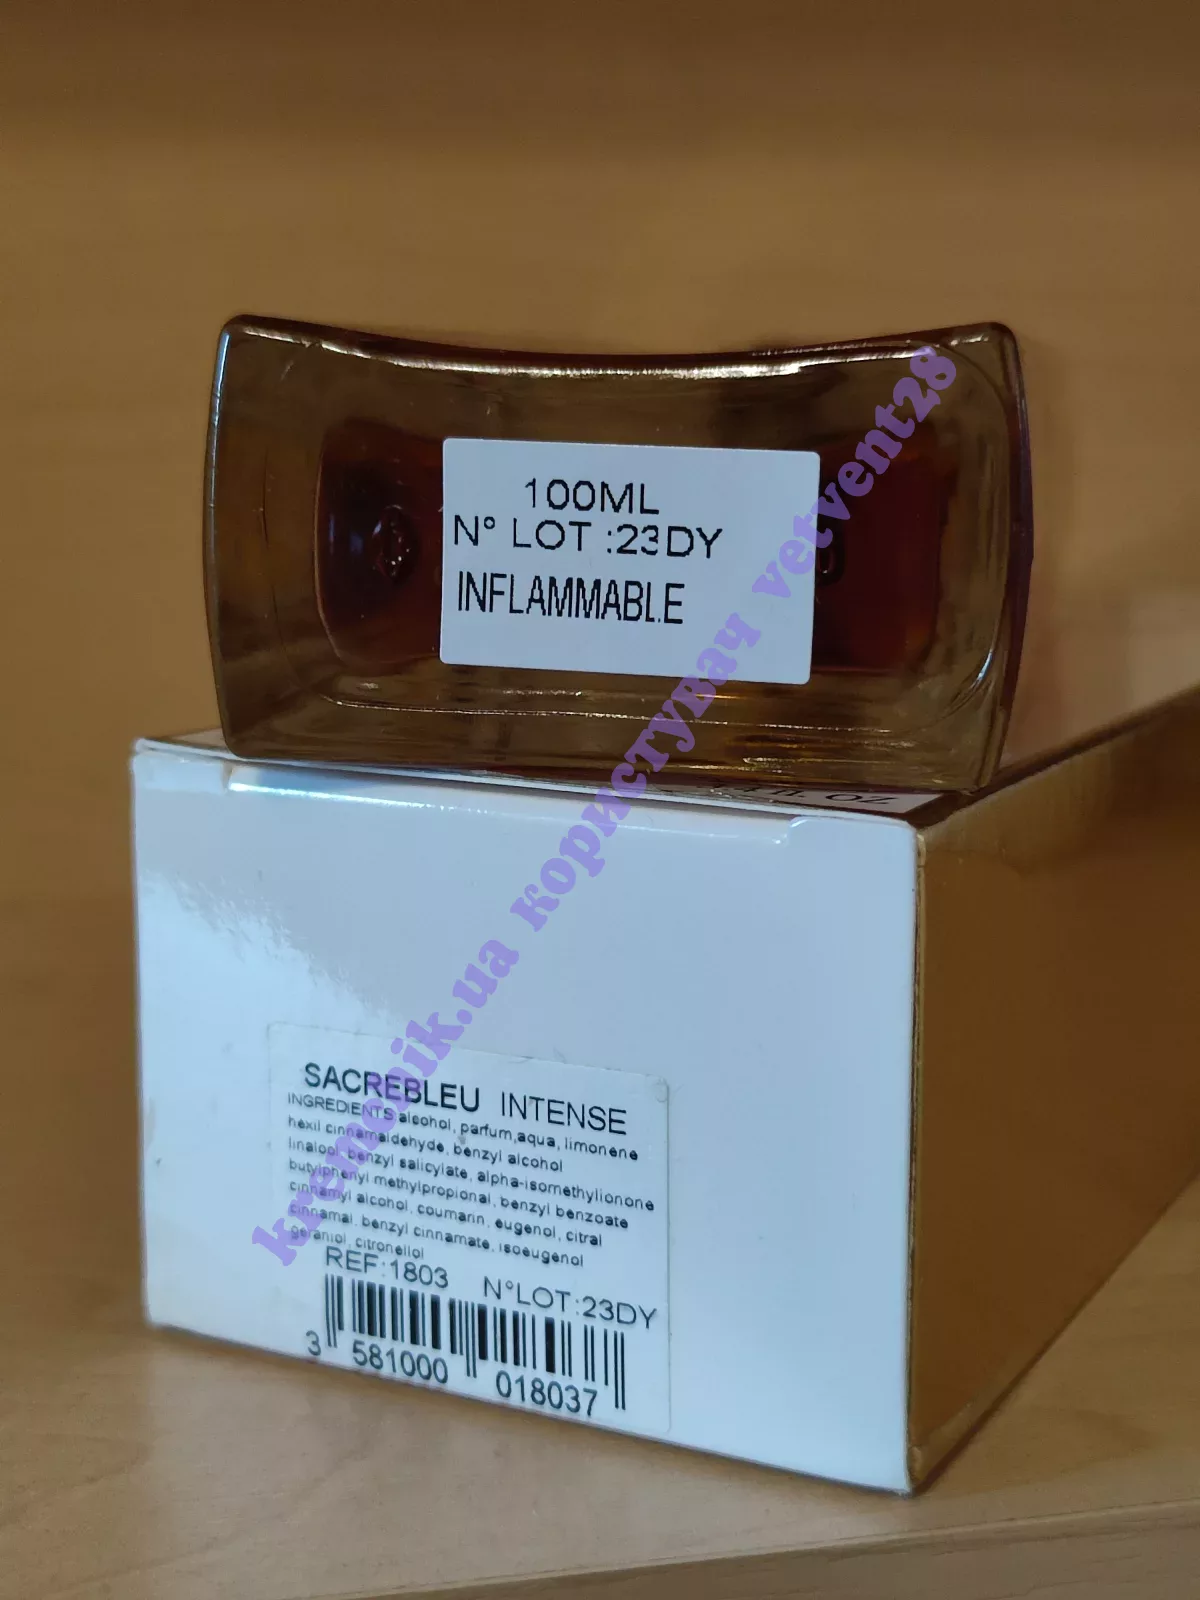 100ML
N° LOT :23DY
INFLAMMABLE
OZ
SACREBLEU INTENSE
INGREDIENTS:alcohol, parfum,aqua, limonene
hexil cinnamaldehyde, benzyl alcohol
linalool, benzyl salicylate, alpha-isomethylionone
butylphenyl methylpropional, benzyl benzoate
cinnamyl alcohol, coumarin, eugenol, citral
cinnamal, benzyl cinnamate, isoeugenol
geraniol, citronellol
REF:1803 N°LOT:23DY
3 581000 018037
kremchik.ua користувач vetvent28